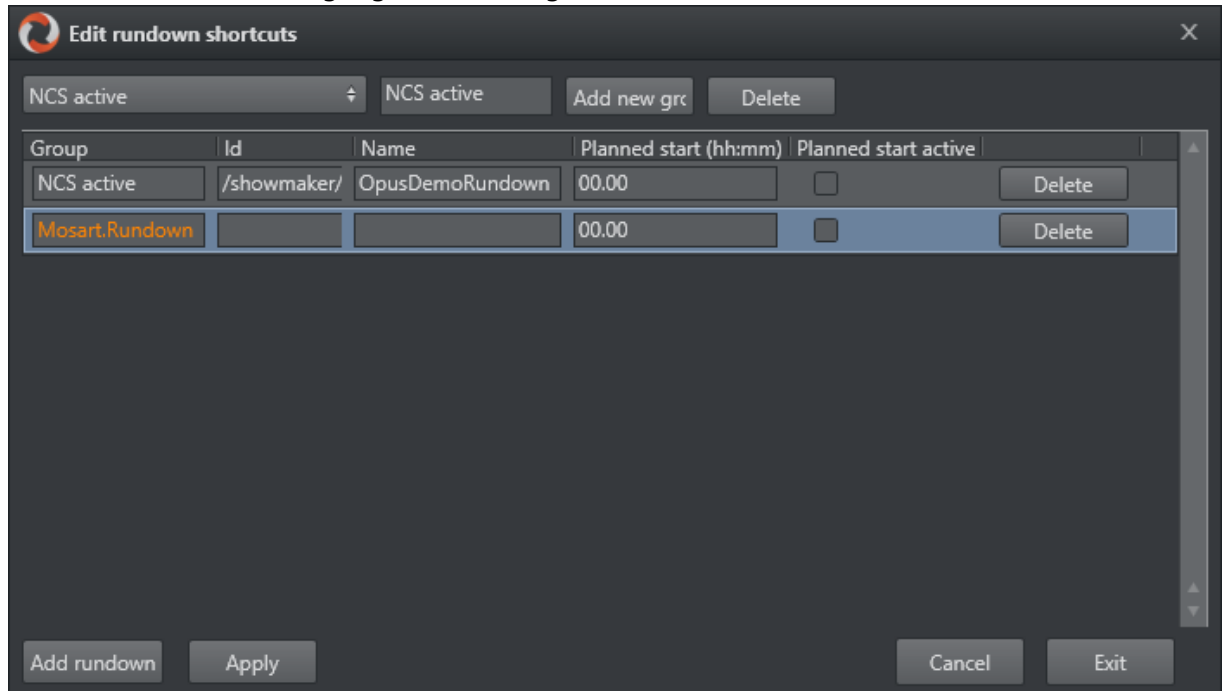 Edit rundown shortcuts X
NCS active NCS active Add new grc Delete
Group Id Name Planned start (hh:mm) Planned start active
NCS active /showmaker/ OpusDemoRundown 00.00 Delete
Mosart.Rundown 00.00 Delete
Add rundown Apply Cancel Exit